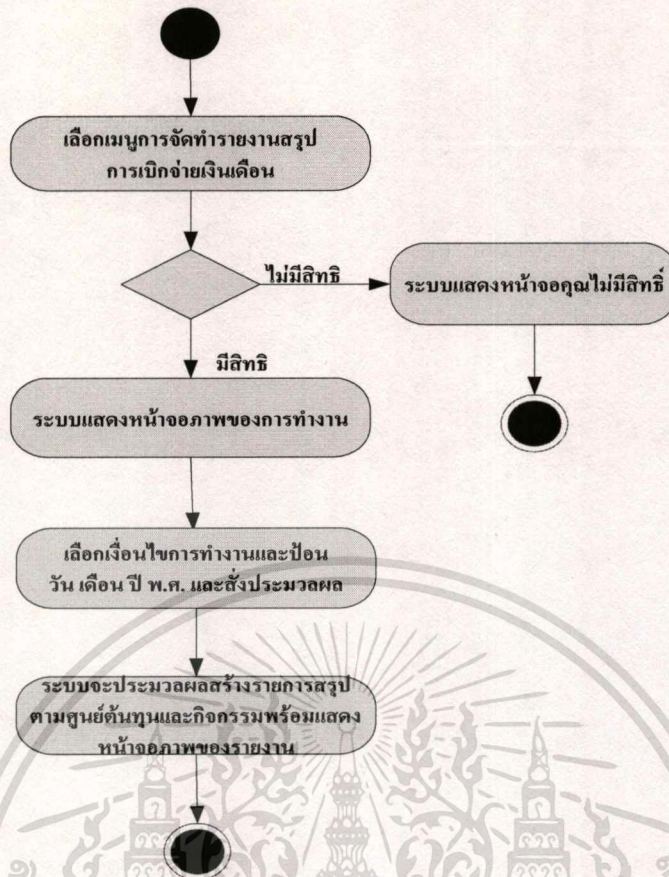 เลือกเมนูการจัดทำรายงานสรุป
การเบิกจ่ายเงินเดือน
ไม่มีสิทธิ
ระบบแสดงหน้าจอคุณไม่มีสิทธิ์
มีสิทธิ
ระบบแสดงหน้าจอภาพของการทำงาน
เลือกเงื่อนไขการทำงานและป้อน
วัน เดือน ปี พ.ศ. และสั่งประมวลผล
ระบบจะประมวลผลสร้างรายการสรุป
ตามศูนย์ต้นทุนและกิจกรรมพร้อมแสดง
หน้าจอภาพของรายงาน